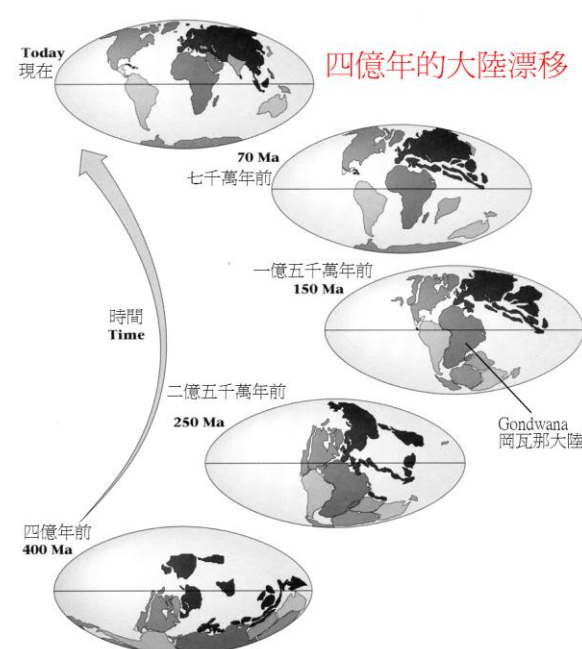 四億年的大陸漂移
Today
現在
70 Ma
七千萬年前
一億五千萬年前
150 Ma
時間
Time
二億五千萬年前
250 Ma
Gondwana
岡瓦那大陸
四億年前
400 Ma